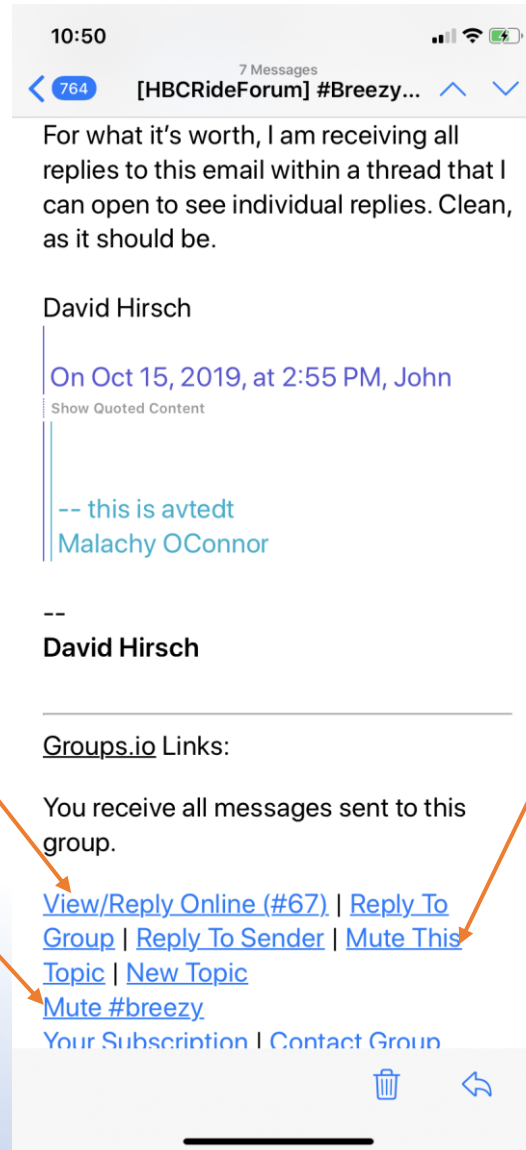 10:50
7 Messages
764
[HBCRideForum] #Breezy...
For what it's worth, I am receiving all
replies to this email within a thread that I
can open to see individual replies. Clean,
as it should be.
David Hirsch
On Oct 15, 2019, at 2:55 PM, John
Show Quoted Content
-- this is avtedt
Malachy OConnor
--
David Hirsch
Groups.io Links:
You receive all messages sent to this
group.
View/Reply Online (#67) | Reply To
Group | Reply To Sender | Mute This
Topic | New Topic
Mute #breezy
Your Subscription | Contact Group